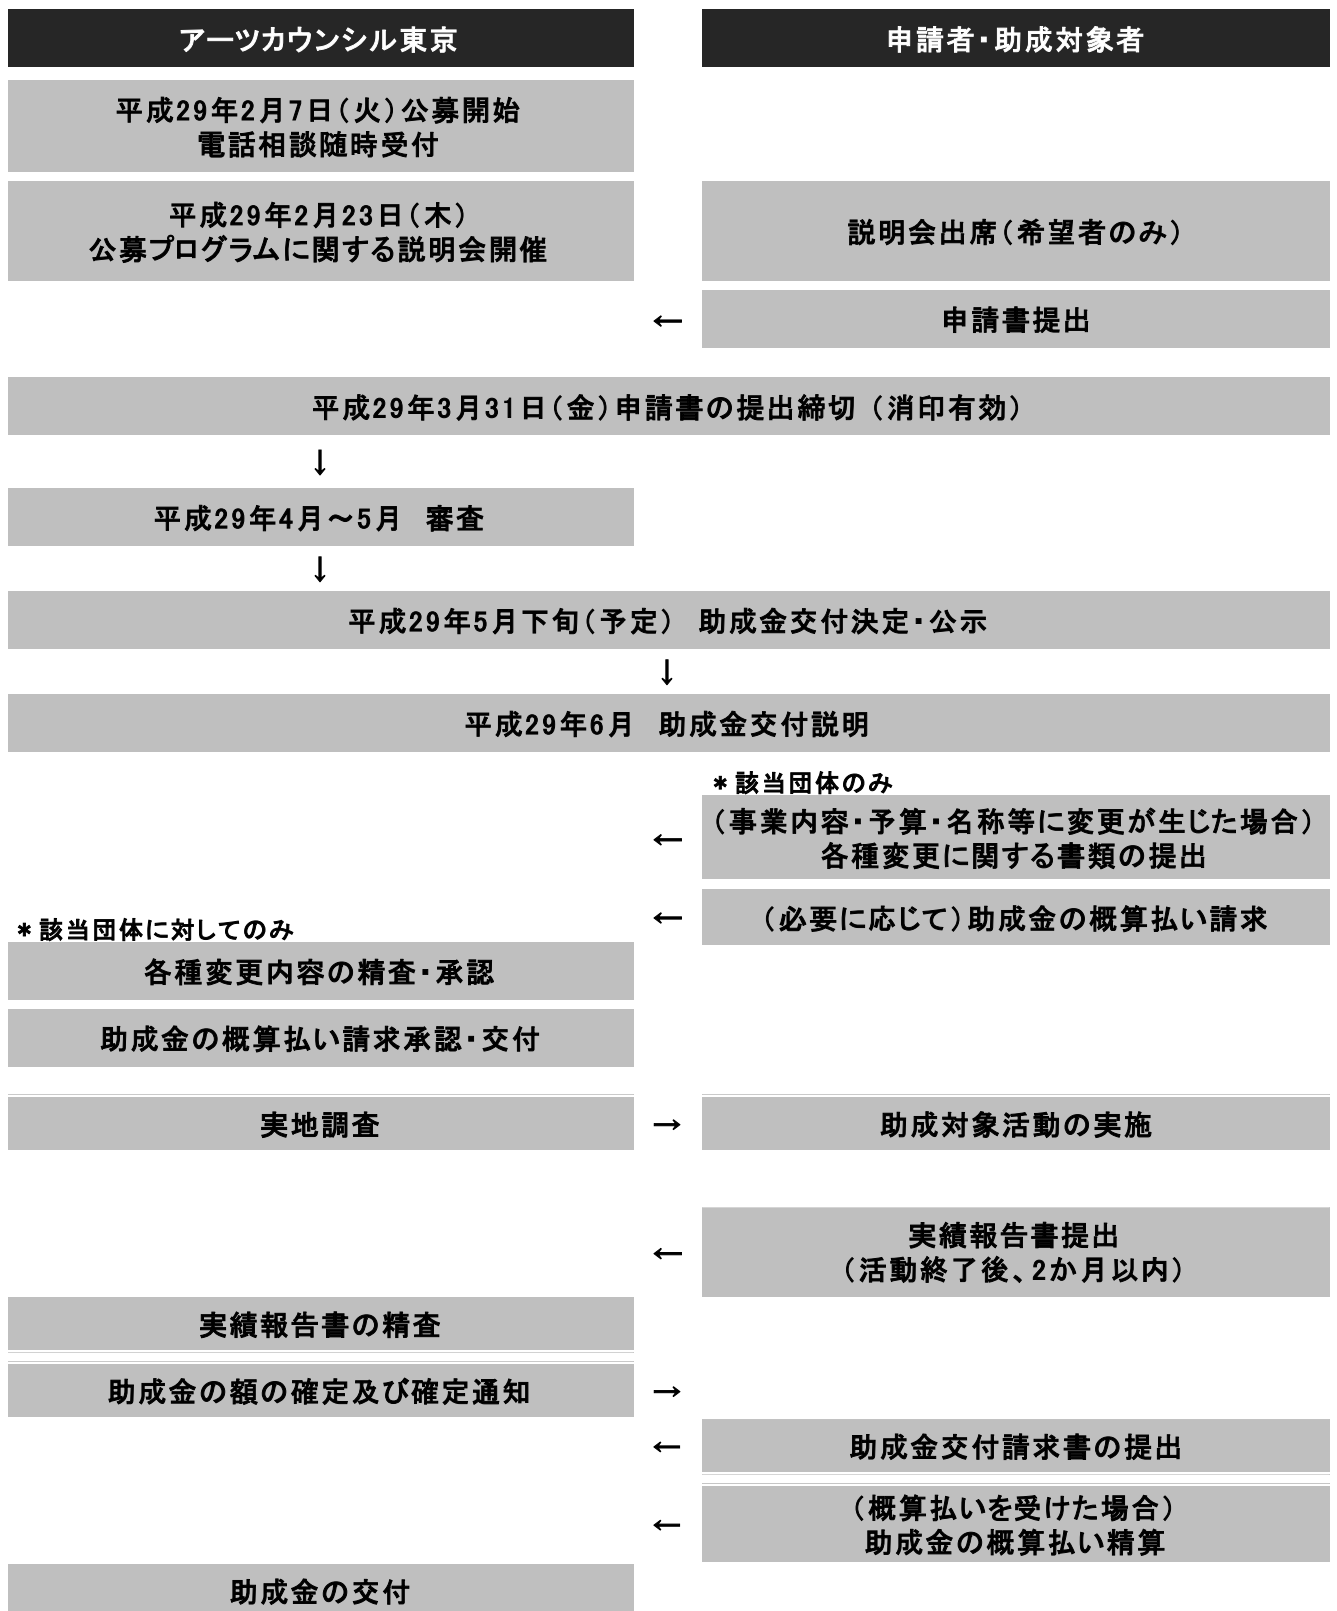 アーツカウンシル東京
申請者・助成対象者
平成29年2月7日（火）公募開始
電話相談随時受付
平成29年2月23日（木）
公募プログラムに関する説明会開催
説明会出席（希望者のみ）
← 申請書提出
平成29年3月31日（金）申請書の提出締切（消印有効）
↓
平成29年4月～5月　審査
↓
平成29年5月下旬（予定）　助成金交付決定・公示
↓
平成29年6月　助成金交付説明
＊該当団体のみ
← （事業内容・予算・名称等に変更が生じた場合）
各種変更に関する書類の提出
← （必要に応じて）助成金の概算払い請求
＊該当団体に対してのみ
各種変更内容の精査・承認
助成金の概算払い請求承認・交付
実地調査 → 助成対象活動の実施
← 実績報告書提出
（活動終了後、2か月以内）
実績報告書の精査
助成金の額の確定及び確定通知 →
← 助成金交付請求書の提出
← （概算払いを受けた場合）
助成金の概算払い精算
助成金の交付